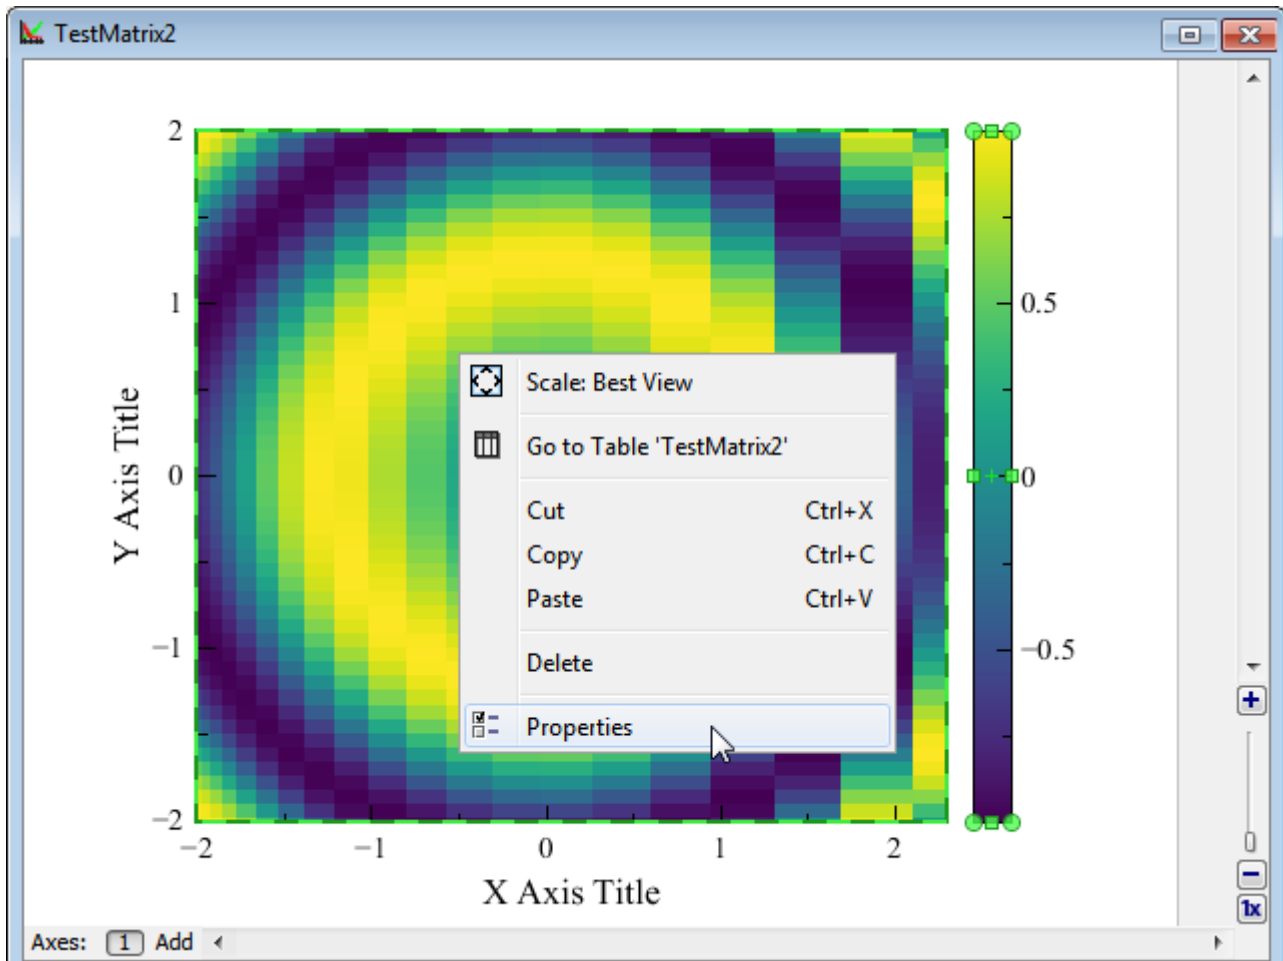 TestMatrix2
2
1
0
−1
−2
Y Axis Title
−2 −1 0 1 2
X Axis Title
0.5
0
−0.5
Scale: Best View
Go to Table 'TestMatrix2'
Cut Ctrl+X
Copy Ctrl+C
Paste Ctrl+V
Delete
Properties
1x
Axes: 1 Add